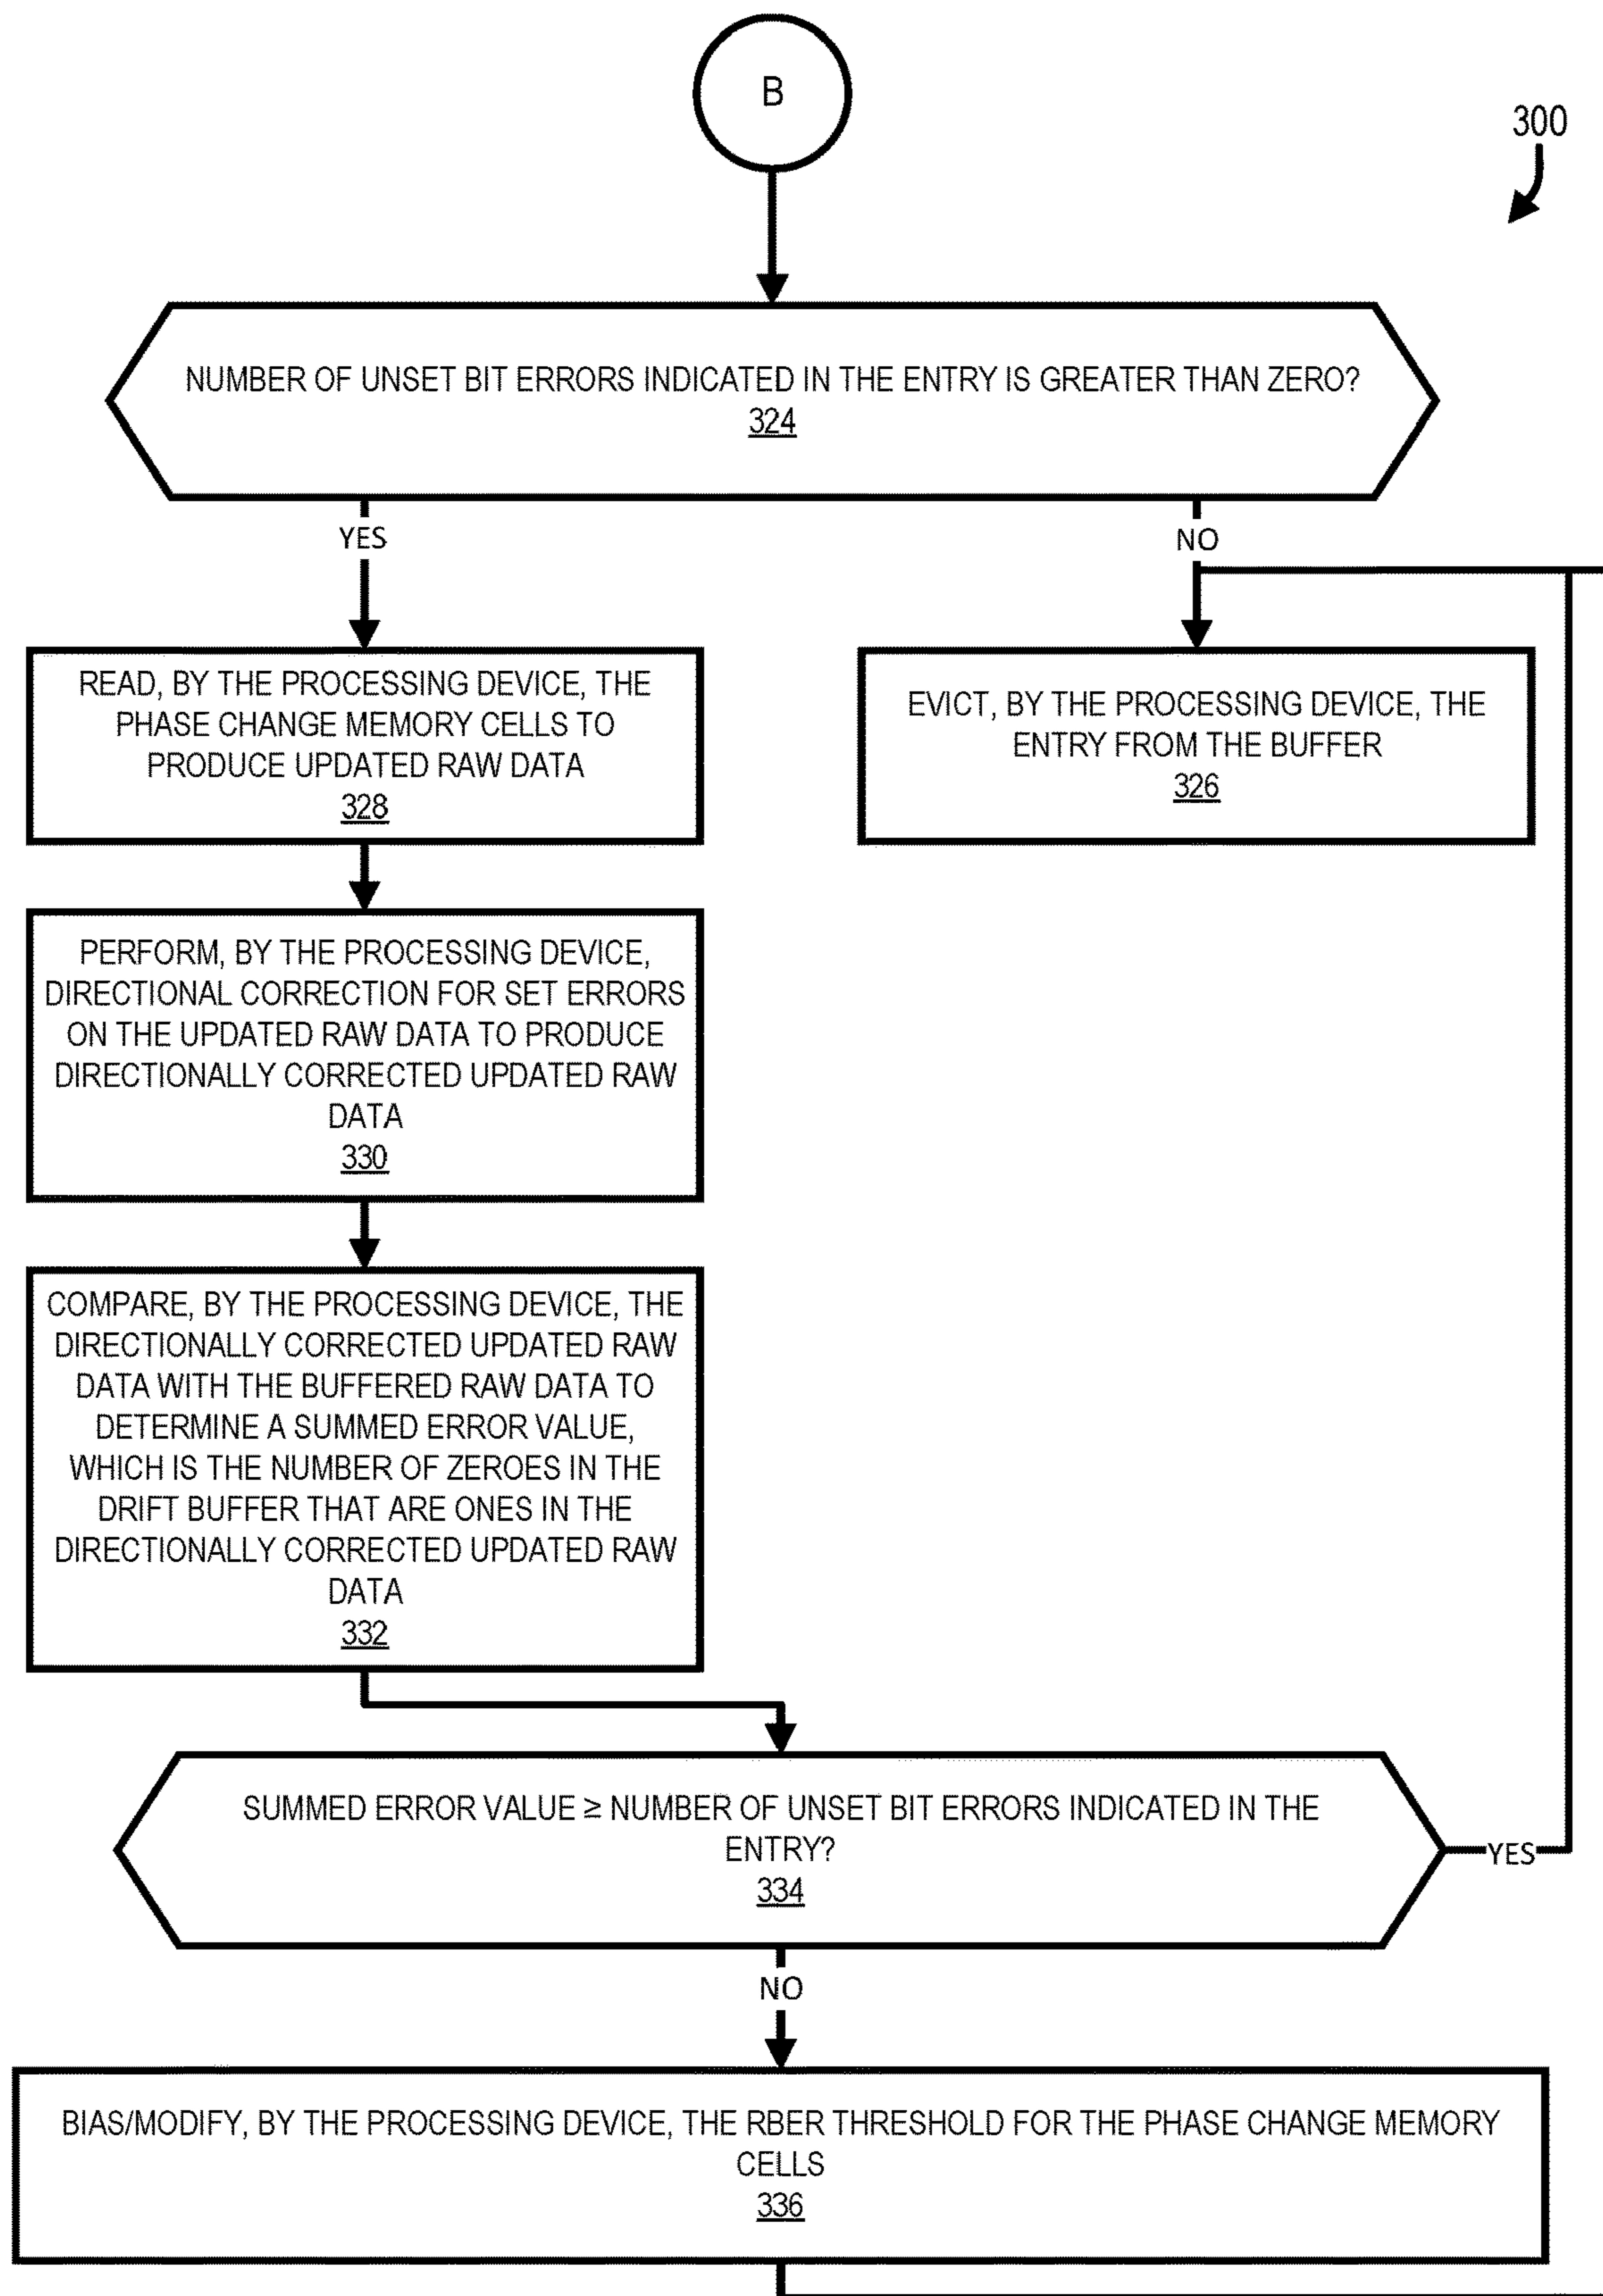 B
300
NUMBER OF UNSET BIT ERRORS INDICATED IN THE ENTRY IS GREATER THAN ZERO?
324
YES
NO
READ, BY THE PROCESSING DEVICE, THE
PHASE CHANGE MEMORY CELLS TO
PRODUCE UPDATED RAW DATA
328
EVICT, BY THE PROCESSING DEVICE, THE
ENTRY FROM THE BUFFER
326
PERFORM, BY THE PROCESSING DEVICE,
DIRECTIONAL CORRECTION FOR SET ERRORS
ON THE UPDATED RAW DATA TO PRODUCE
DIRECTIONALLY CORRECTED UPDATED RAW
DATA
330
COMPARE, BY THE PROCESSING DEVICE, THE
DIRECTIONALLY CORRECTED UPDATED RAW
DATA WITH THE BUFFERED RAW DATA TO
DETERMINE A SUMMED ERROR VALUE,
WHICH IS THE NUMBER OF ZEROES IN THE
DRIFT BUFFER THAT ARE ONES IN THE
DIRECTIONALLY CORRECTED UPDATED RAW
DATA
332
SUMMED ERROR VALUE ≥ NUMBER OF UNSET BIT ERRORS INDICATED IN THE
ENTRY?
334
YES
NO
BIAS/MODIFY, BY THE PROCESSING DEVICE, THE RBER THRESHOLD FOR THE PHASE CHANGE MEMORY
CELLS
336